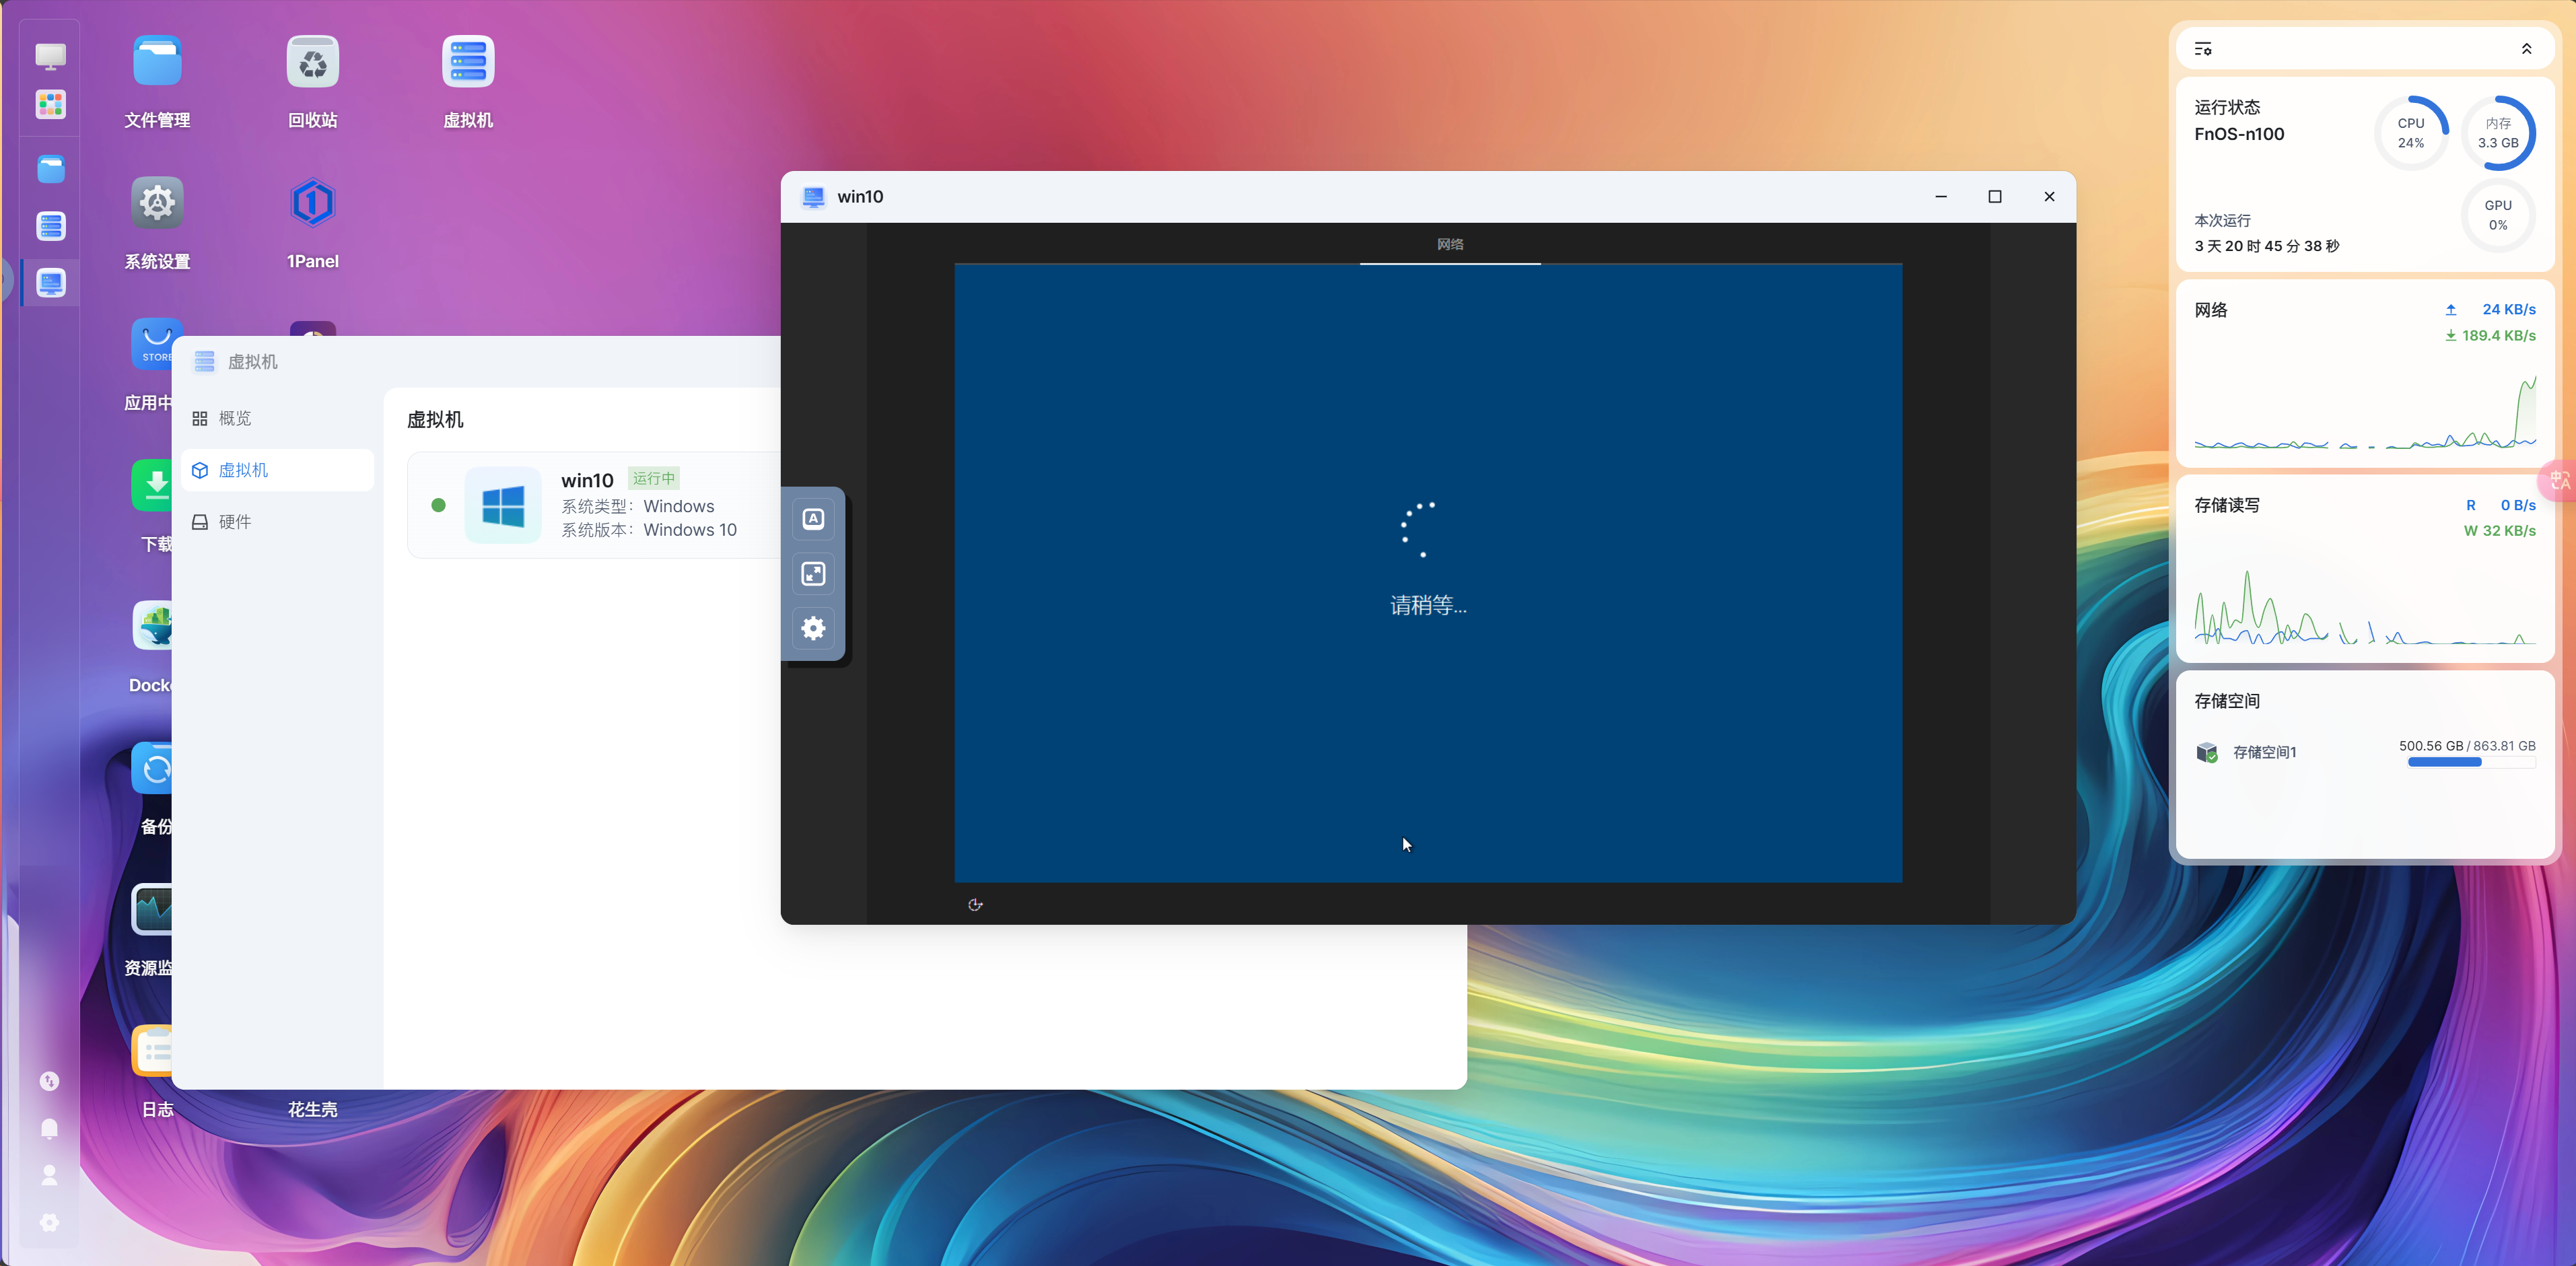 文件管理
回收站
虚拟机
系统设置
1Panel
STORE
应用中
下载
Docke
备份
资源监
日志
花生壳
虚拟机
概览
虚拟机
硬件
虚拟机
win10 运行中
系统类型：Windows
系统版本：Windows 10
win10
网络
A
请稍等...
运行状态
FnOS-n100
CPU
24%
内存
3.3 GB
GPU
0%
本次运行
3 天 20 时 45 分 38 秒
网络
24 KB/s
189.4 KB/s
存储读写
R 0 B/s
W 32 KB/s
存储空间
存储空间1
500.56 GB / 863.81 GB
中A